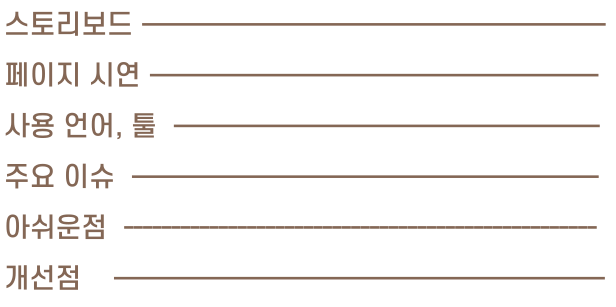 스토리보드
페이지 시연
사용 언어, 툴
주요 이슈
아쉬운점
개선점